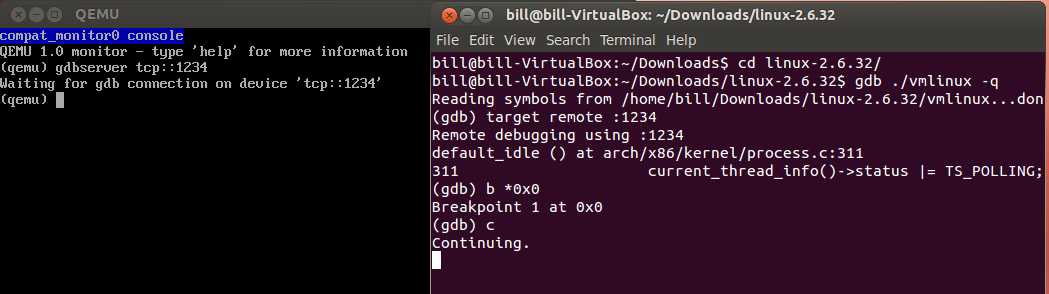 QEMU
compat_monitor0 console
QEMU 1.0 monitor - type 'help' for more information
(qemu) gdbserver tcp::1234
Waiting for gdb connection on device 'tcp::1234'
(qemu)
bill@bill-VirtualBox: ~/Downloads/linux-2.6.32
File Edit View Search Terminal Help
bill@bill-VirtualBox:~/Downloads$ cd linux-2.6.32/
bill@bill-VirtualBox:~/Downloads/linux-2.6.32$ gdb ./vmlinux -q
Reading symbols from /home/bill/Downloads/linux-2.6.32/vmlinux...don
(gdb) target remote :1234
Remote debugging using :1234
default_idle () at arch/x86/kernel/process.c:311
311 current_thread_info()->status |= TS_POLLING;
(gdb) b *0x0
Breakpoint 1 at 0x0
(gdb) c
Continuing.